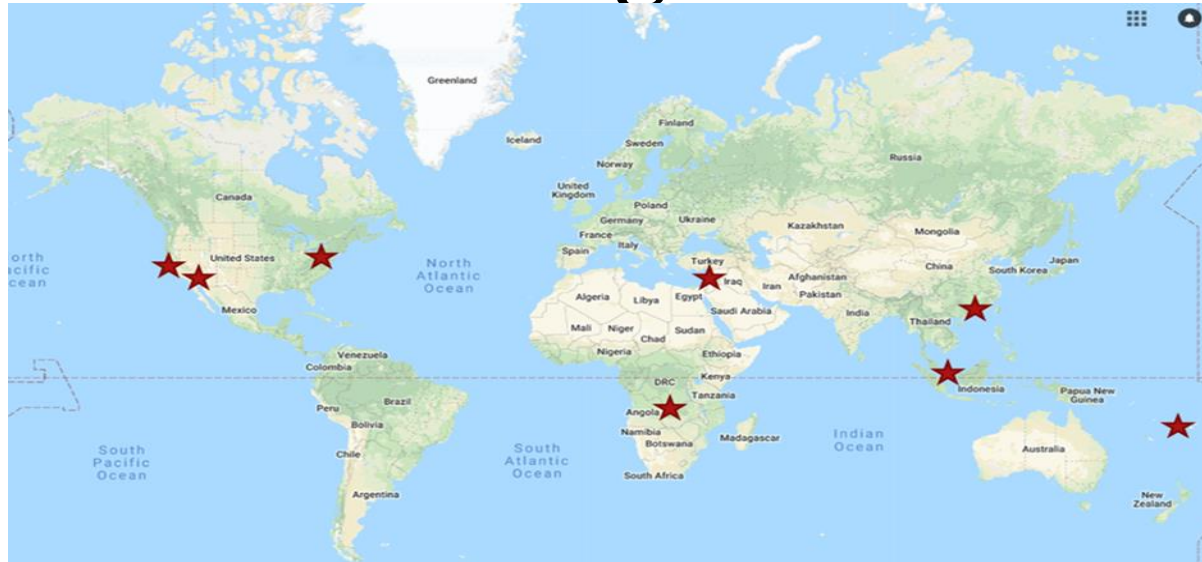 Greenland
Iceland
Finland
Sweden
Norway
Russia
Canada
United
Kingdom
Poland
Germany
Ukraine
France
Kazakhstan
Mongolia
Italy
Spain
United States
orth
acific
cean
North
Atlantic
Ocean
Turkey
Japan
China
South Korea
Afghanistan
Iraq
Iran
Pakistan
Algeria
Libya
Egypt
Saudi Arabia
India
Mexico
Mali
Niger
Sudan
Chad
Thailand
Nigeria
Ethiopia
Venezuela
Colombia
Kenya
DRC
Indonesia
Papua New
Guinea
Tanzania
Brazil
Peru
Angola
Bolivia
Namibia
Botswana
Madagascar
Indian
Ocean
South
Pacific
Ocean
Chile
South
Atlantic
Ocean
Australia
South Africa
Argentina
New
Zealand